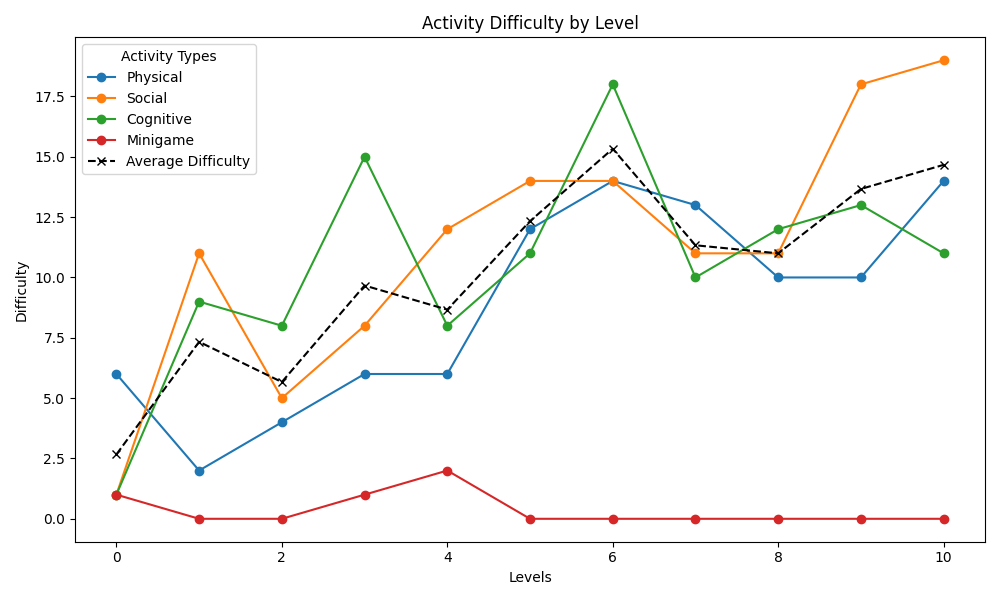 Activity Difficulty by Level
Activity Types
Physical
Social
Cognitive
Minigame
Average Difficulty
Difficulty
17.5
15.0
12.5
10.0
7.5
5.0
2.5
0.0
0 2 4 6 8 10
Levels